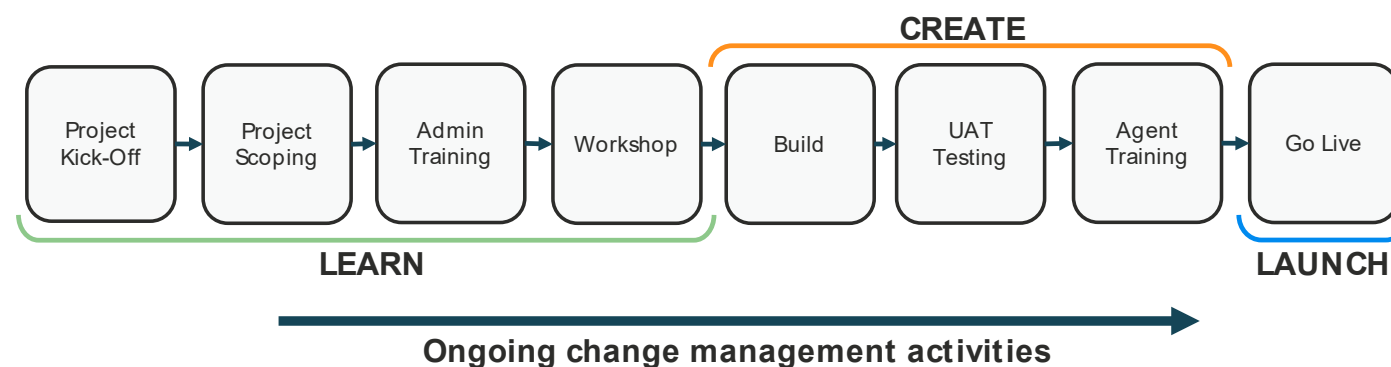 CREATE
Project
Kick-Off
Project
Scoping
Admin
Training
Workshop
Build
UAT
Testing
Agent
Training
Go Live
LEARN
LAUNCH
Ongoing change management activities